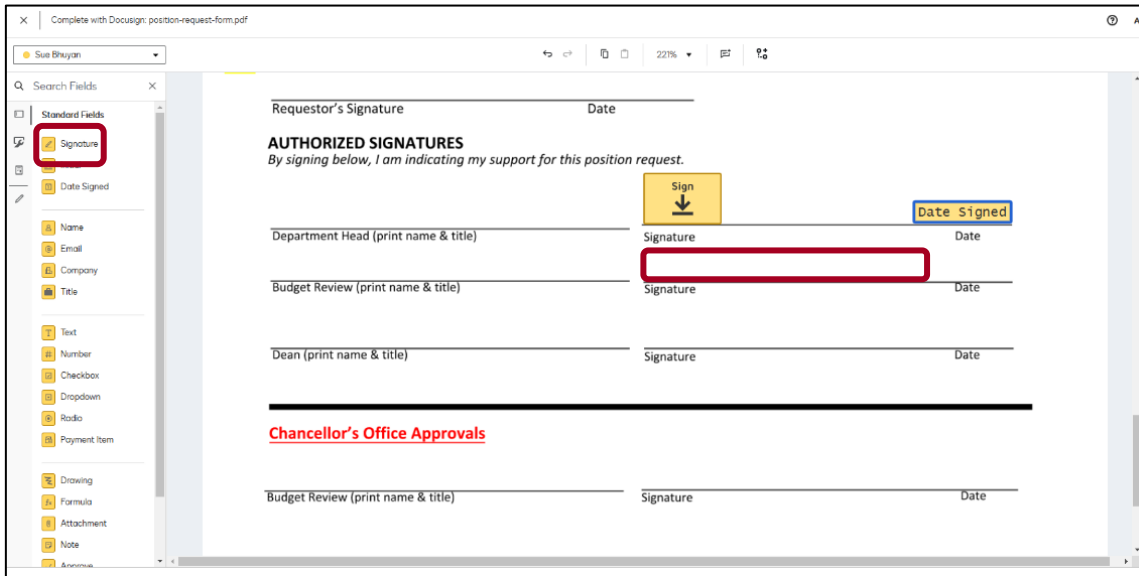 Complete with Docusign: position-request-form.pdf
Sua Bhuyan
221%
Search Fields
Standard Fields
Signature
Date Signed
Name
Email
Company
Title
Text
Number
Checkbox
Dropdown
Radio
Payment Item
Drawing
Formula
Attachment
Note
Approve
Requestor's Signature Date
AUTHORIZED SIGNATURES
By signing below, I am indicating my support for this position request.
Sign
Date Signed
Department Head (print name & title) Signature Date
Budget Review (print name & title) Signature Date
Dean (print name & title) Signature Date
Chancellor's Office Approvals
Budget Review (print name & title) Signature Date